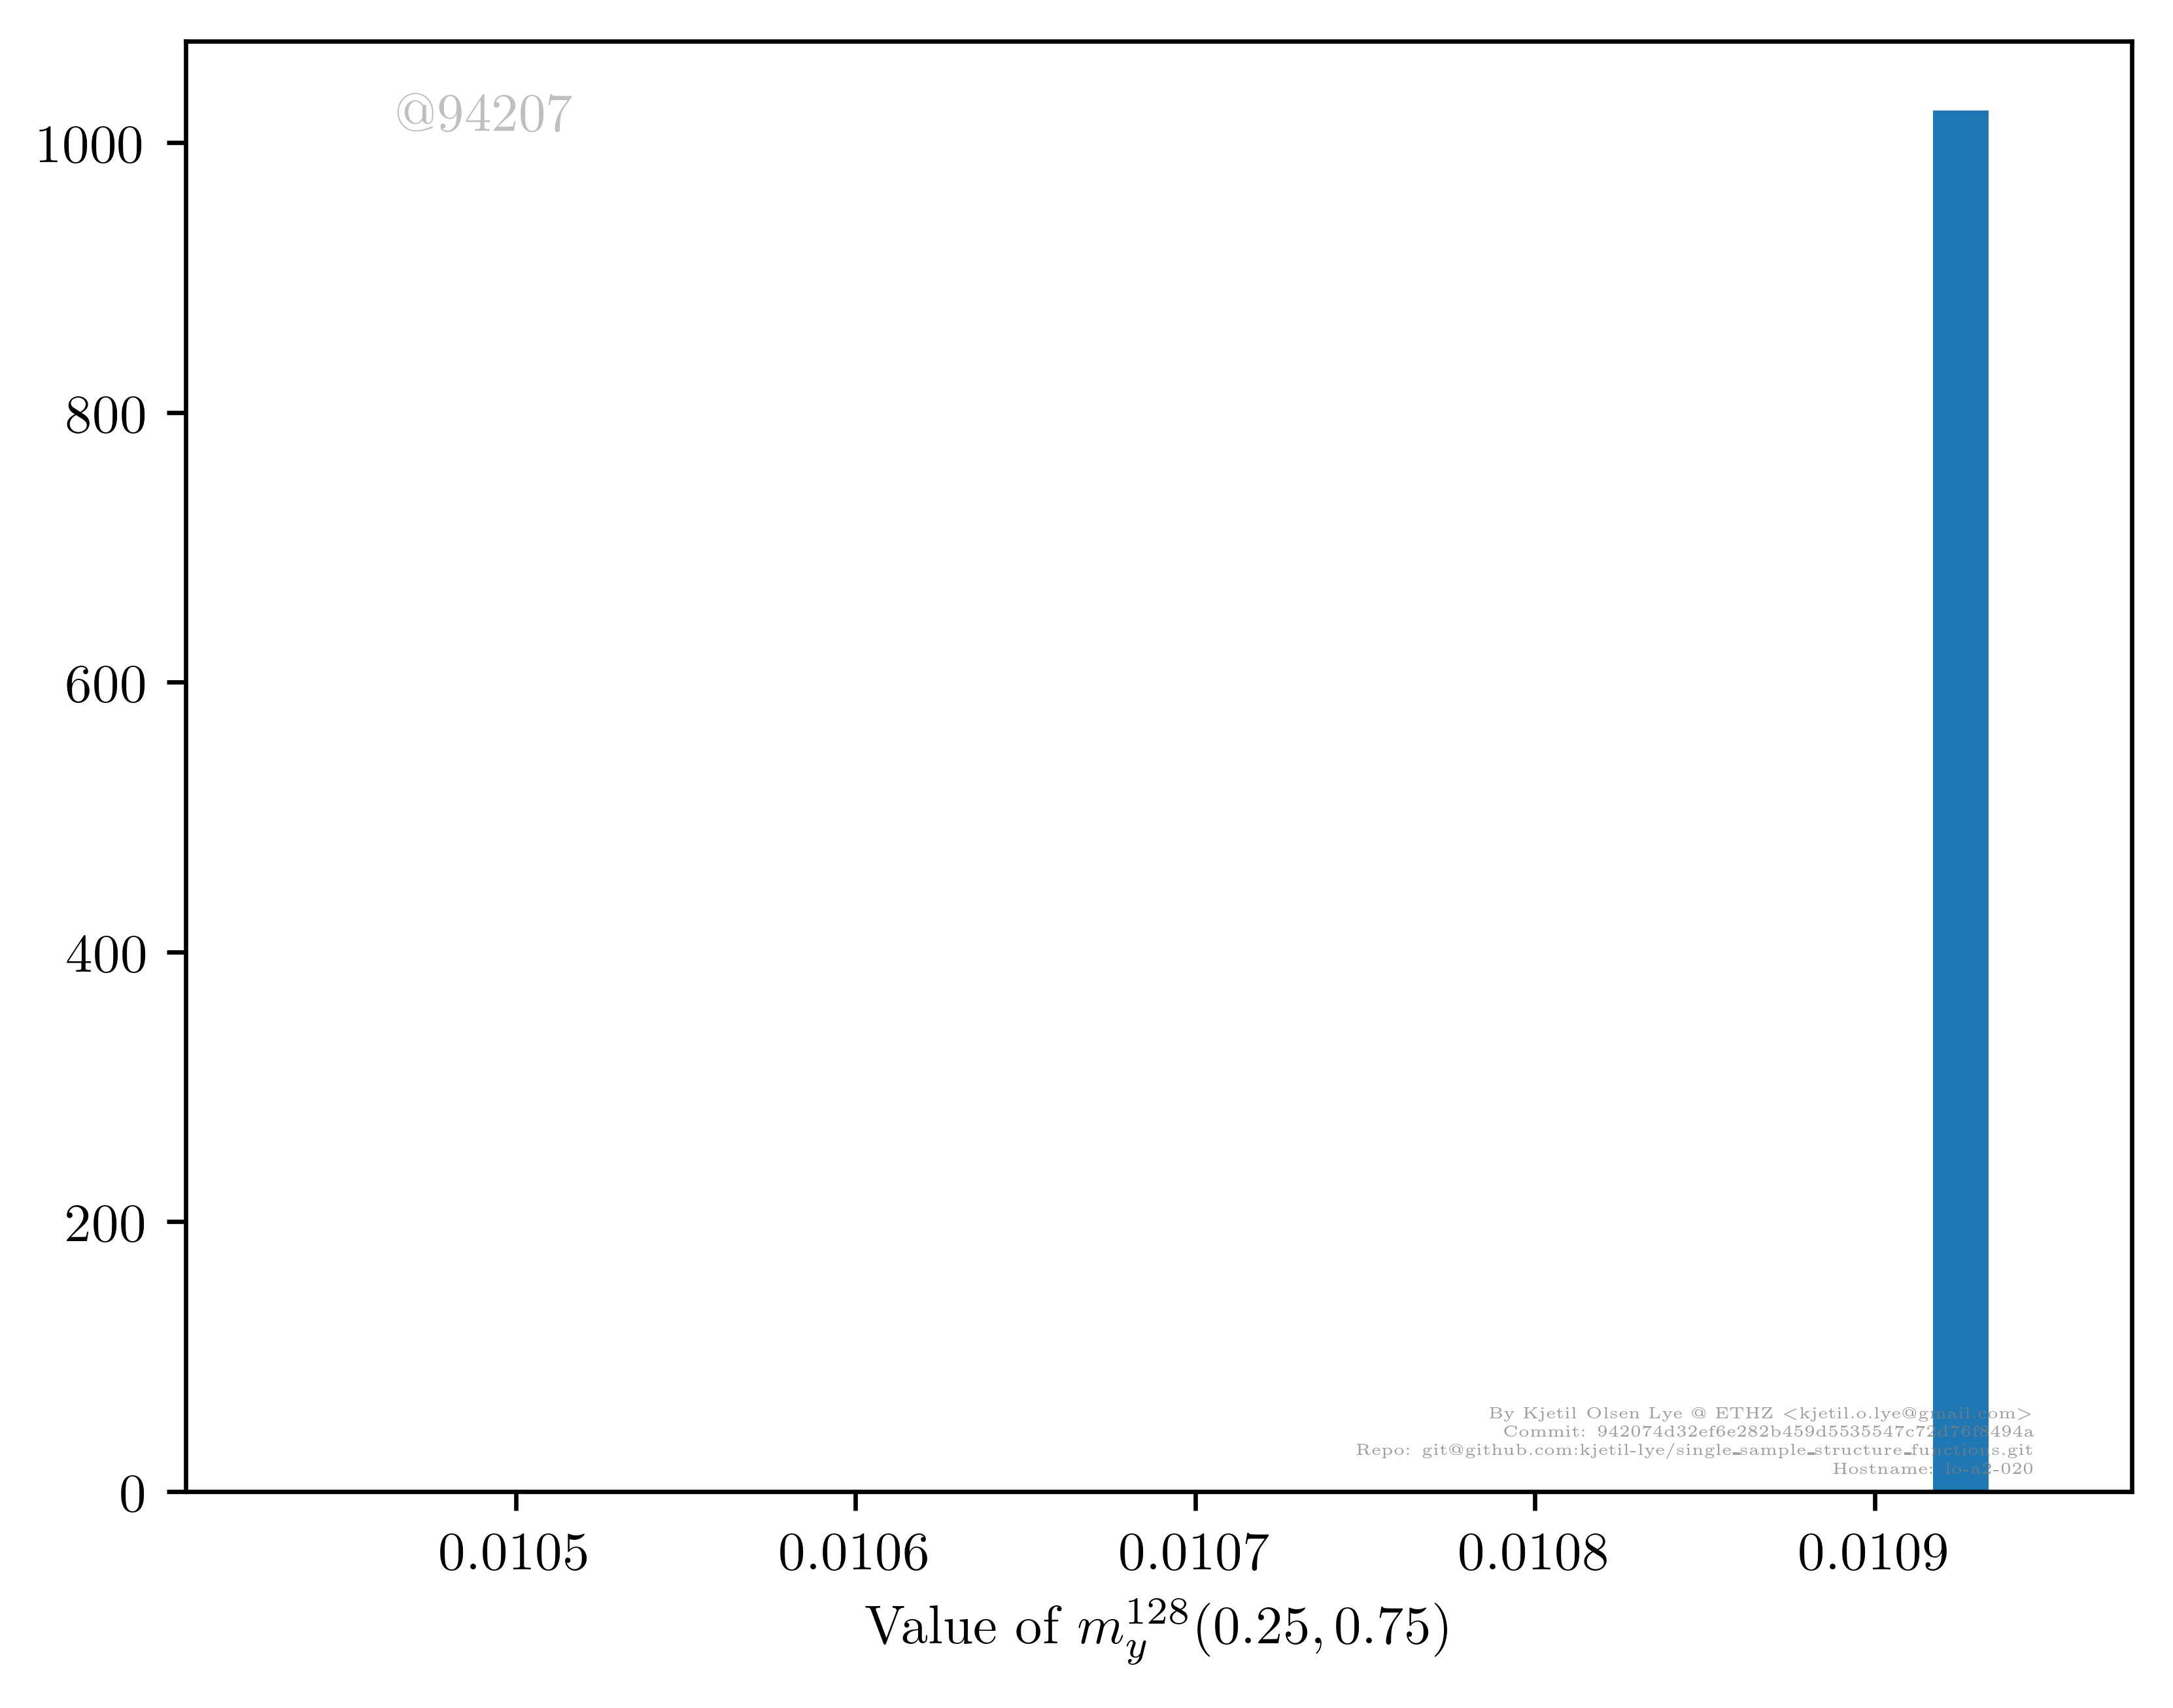 @94207
1000
800
600
400
200
0
By Kjetil Olsen Lye @ ETHZ <kjetil.o.lye@gmail.com>
Commit: 942074d32ef6e282b459d5535547c72d76f8494a
Repo: git@github.com:kjetil-lye/single_sample_structure_functions.git
Hostname: lo-a2-020
0.0105 0.0106 0.0107 0.0108 0.0109
Value of $m_y^{128}(0.25, 0.75)$